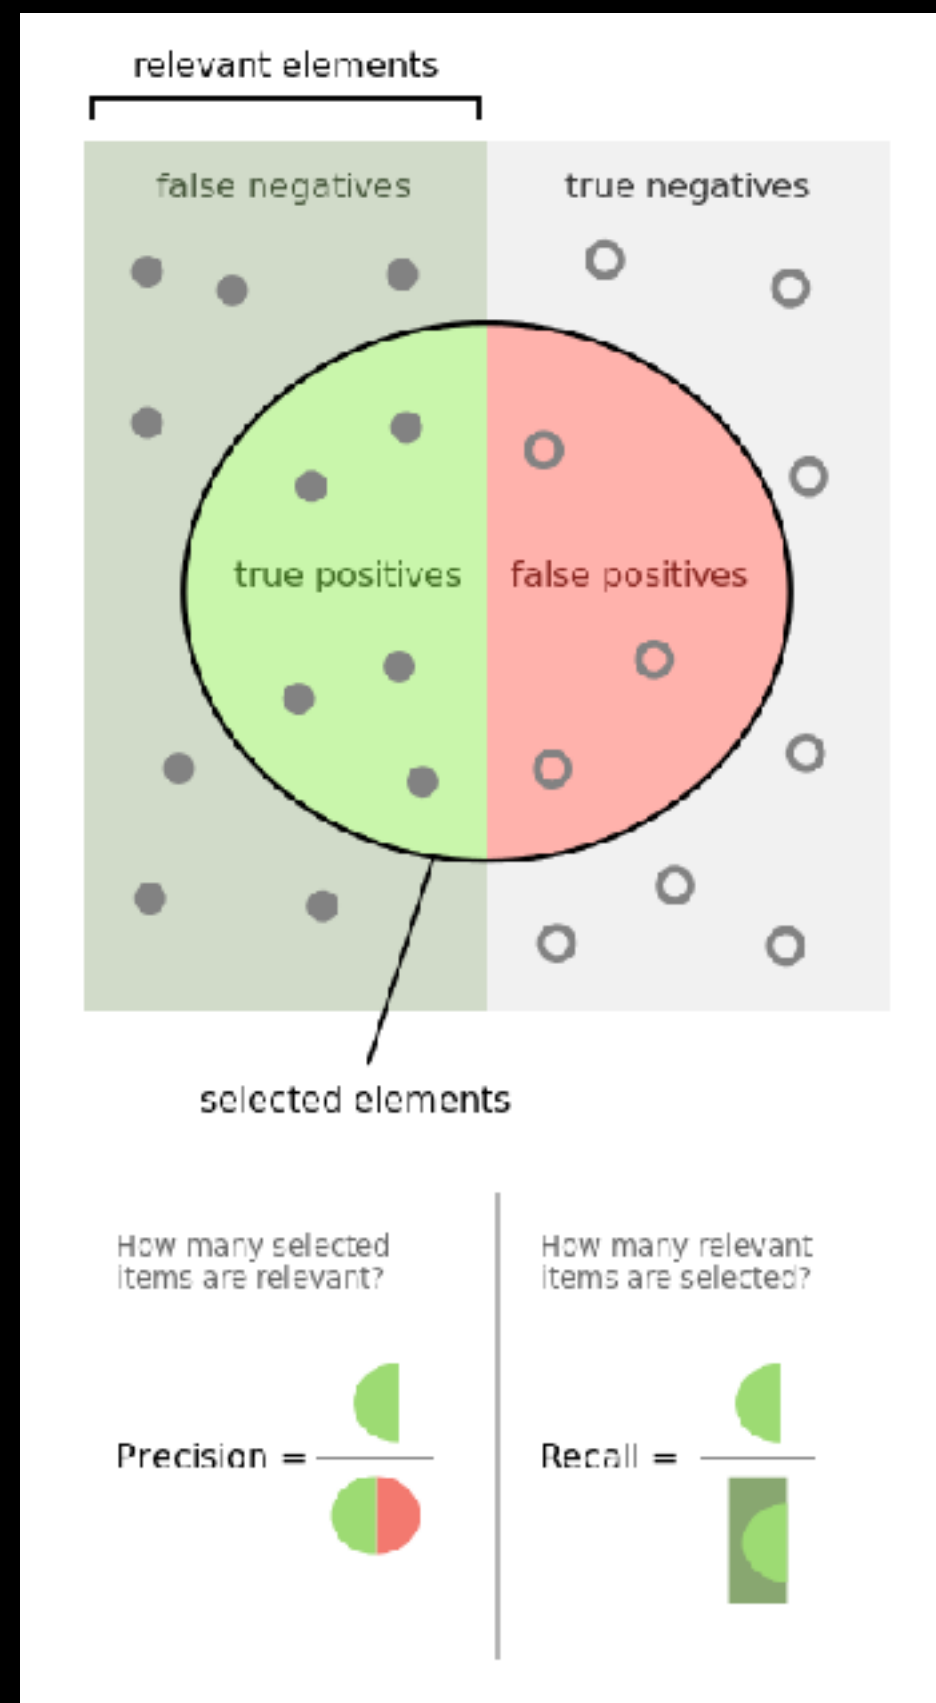 relevant elements
false negatives
true negatives
true positives
false positives
selected elements
How many selected
items are relevant?
How many relevant
items are selected?
Precision =
Recall =